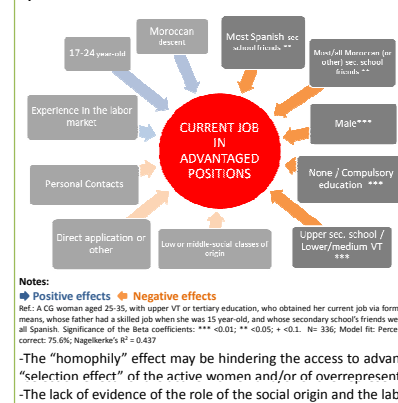 Moroccan
descent
17-24 year-old
Most Spanish sec
school friends **
Most/all Moroccan (or
other) sec. school
friends **
Experience in the labor
market
Male***
CURRENT JOB
IN
ADVANTAGED
POSITIONS
Personal Contacts
None / Compulsory
education ***
Direct application or
other
Low or middle-social classes of
origin
Upper sec. school /
Lower/medium VT
***
Notes:
Positive effects Negative effects
Ref.: A CG woman aged 25-35, with upper VT or tertiary education, who obtained her current job via form
means, whose father had a skilled job when she was 15 year-old, and whose secondary school's friends we
all Spanish. Significance of the Beta coefficients: *** <0.01; ** <0.05; + <0.1. N= 336; Model fit: Perce
correct: 75.6%; Nagelkerke's R² = 0.437
-The "homophily" effect may be hindering the access to advan
"selection effect" of the active women and/or of overrepresent
-The lack of evidence of the role of the social origin and the lab